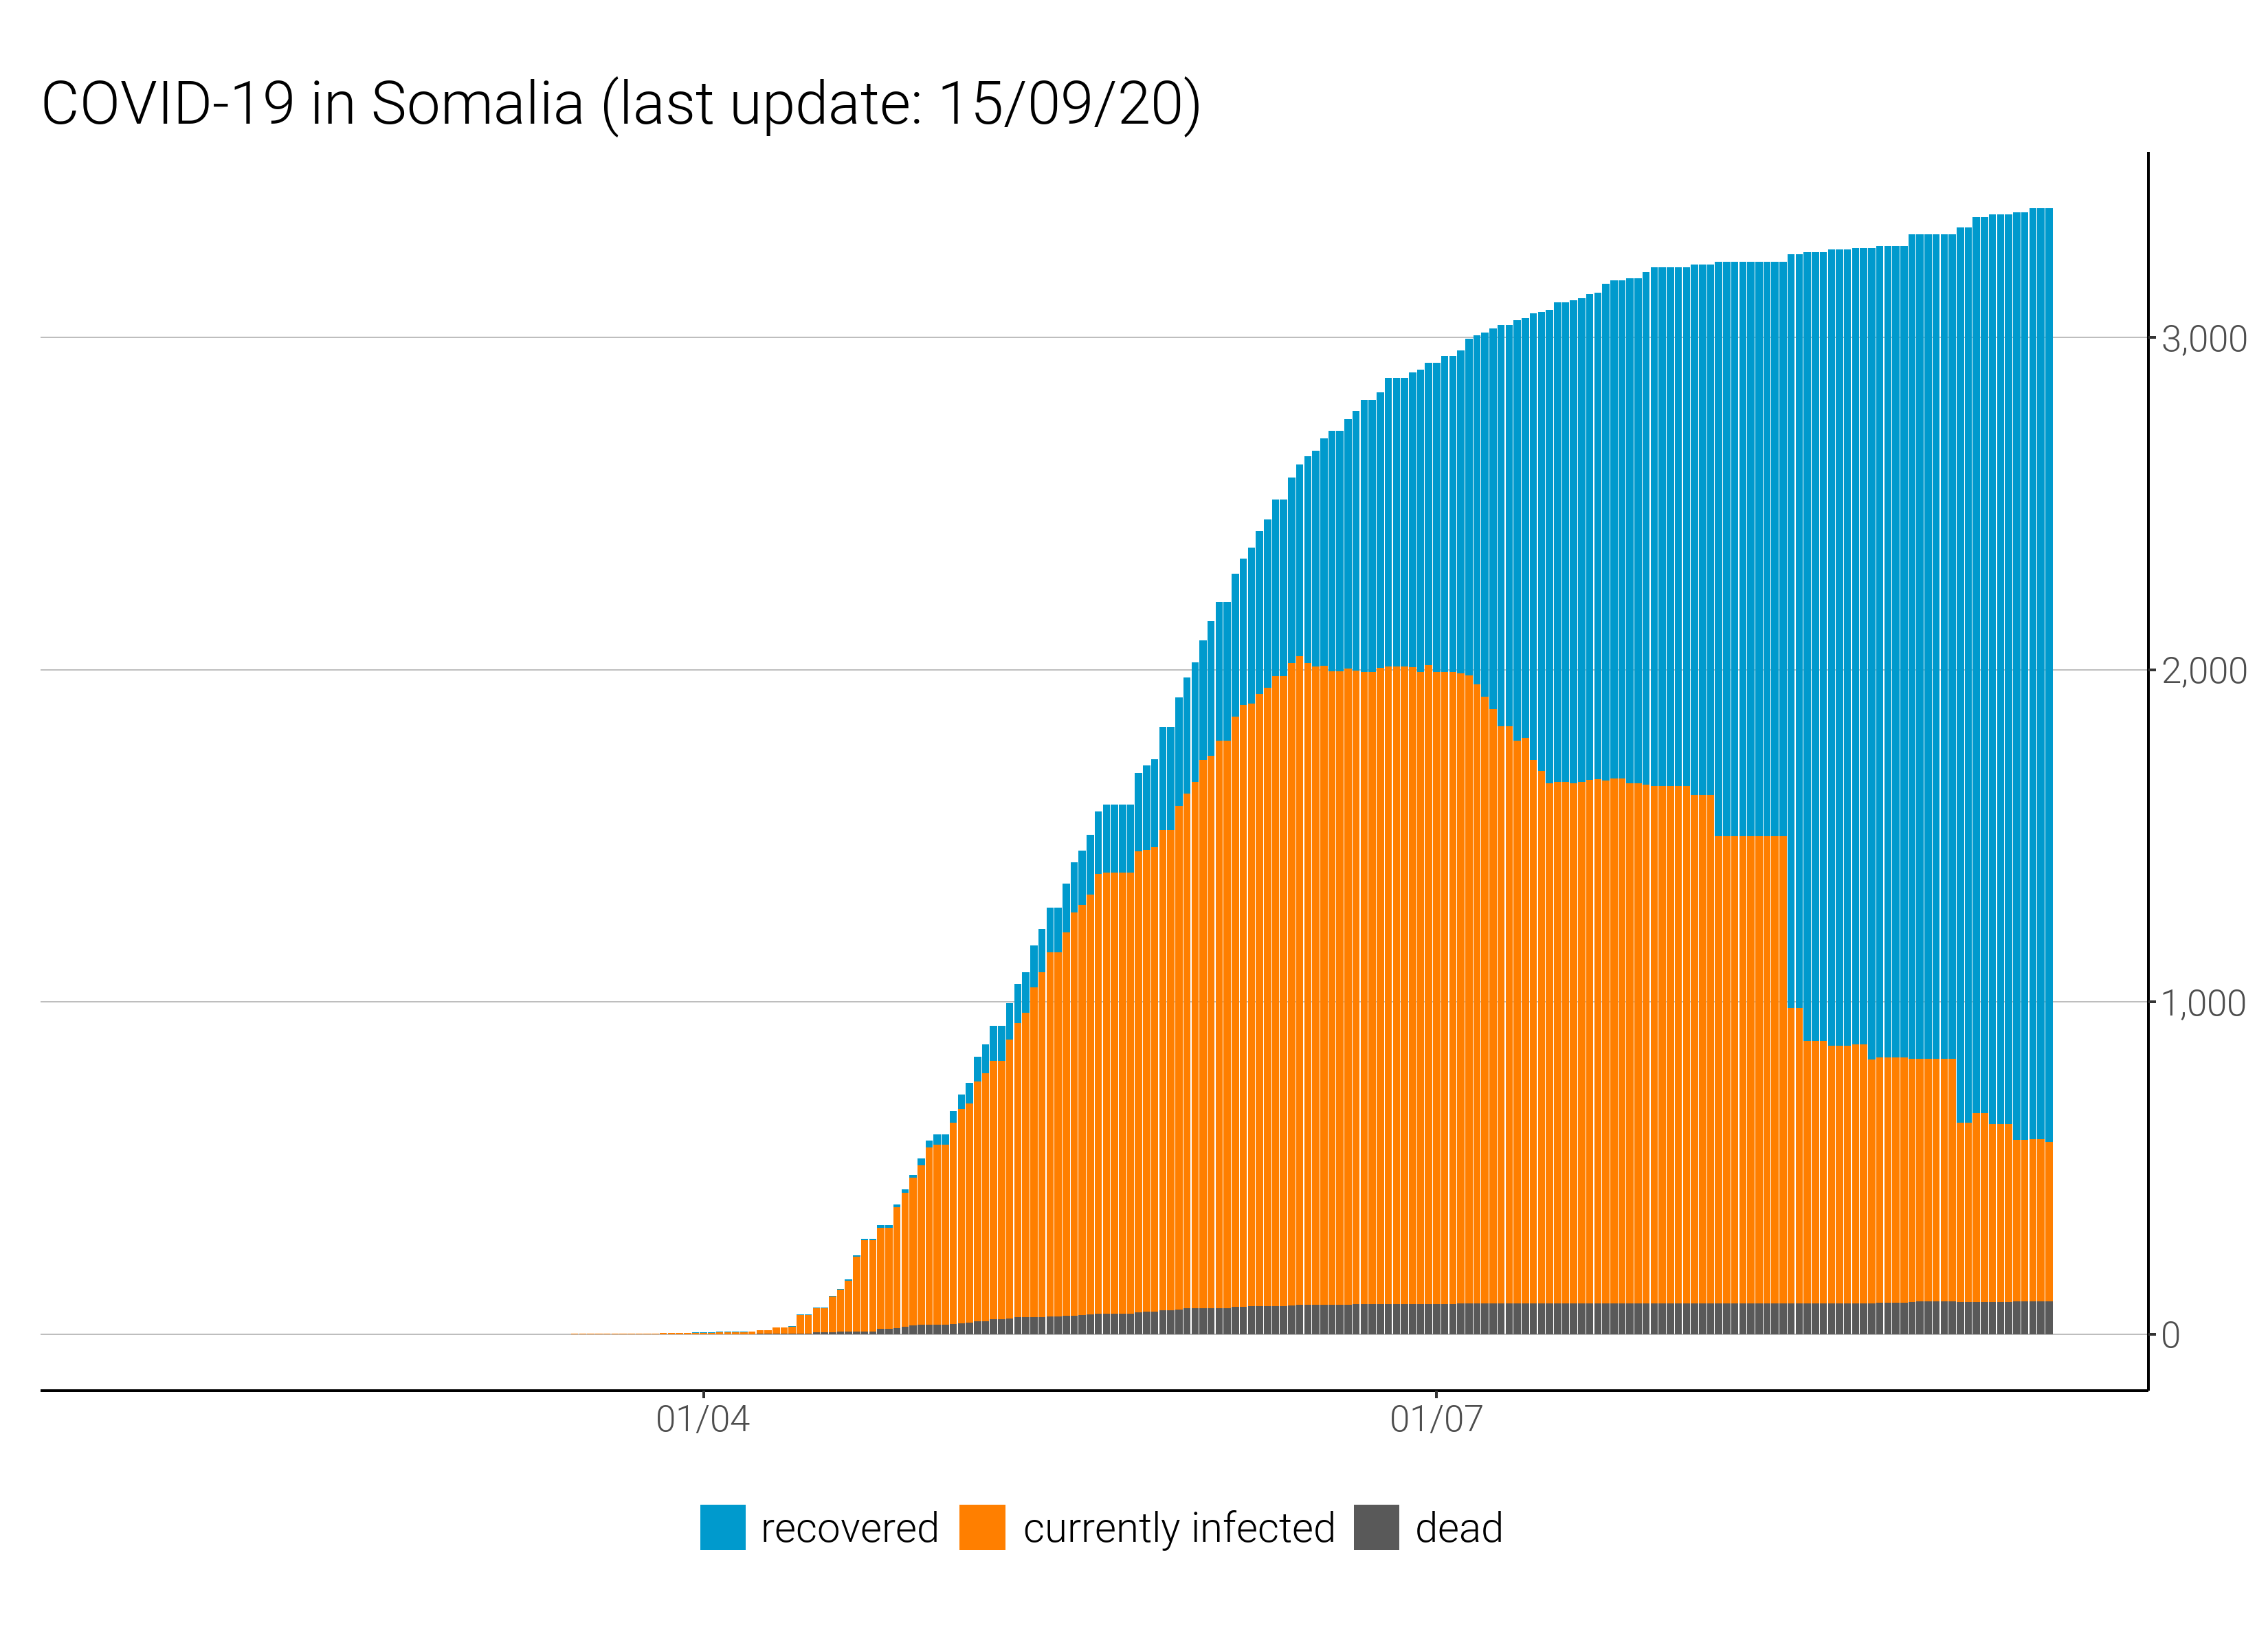 COVID-19 in Somalia (last update: 15/09/20)
3,000
2,000
1,000
0
01/04 01/07
recovered currently infected dead